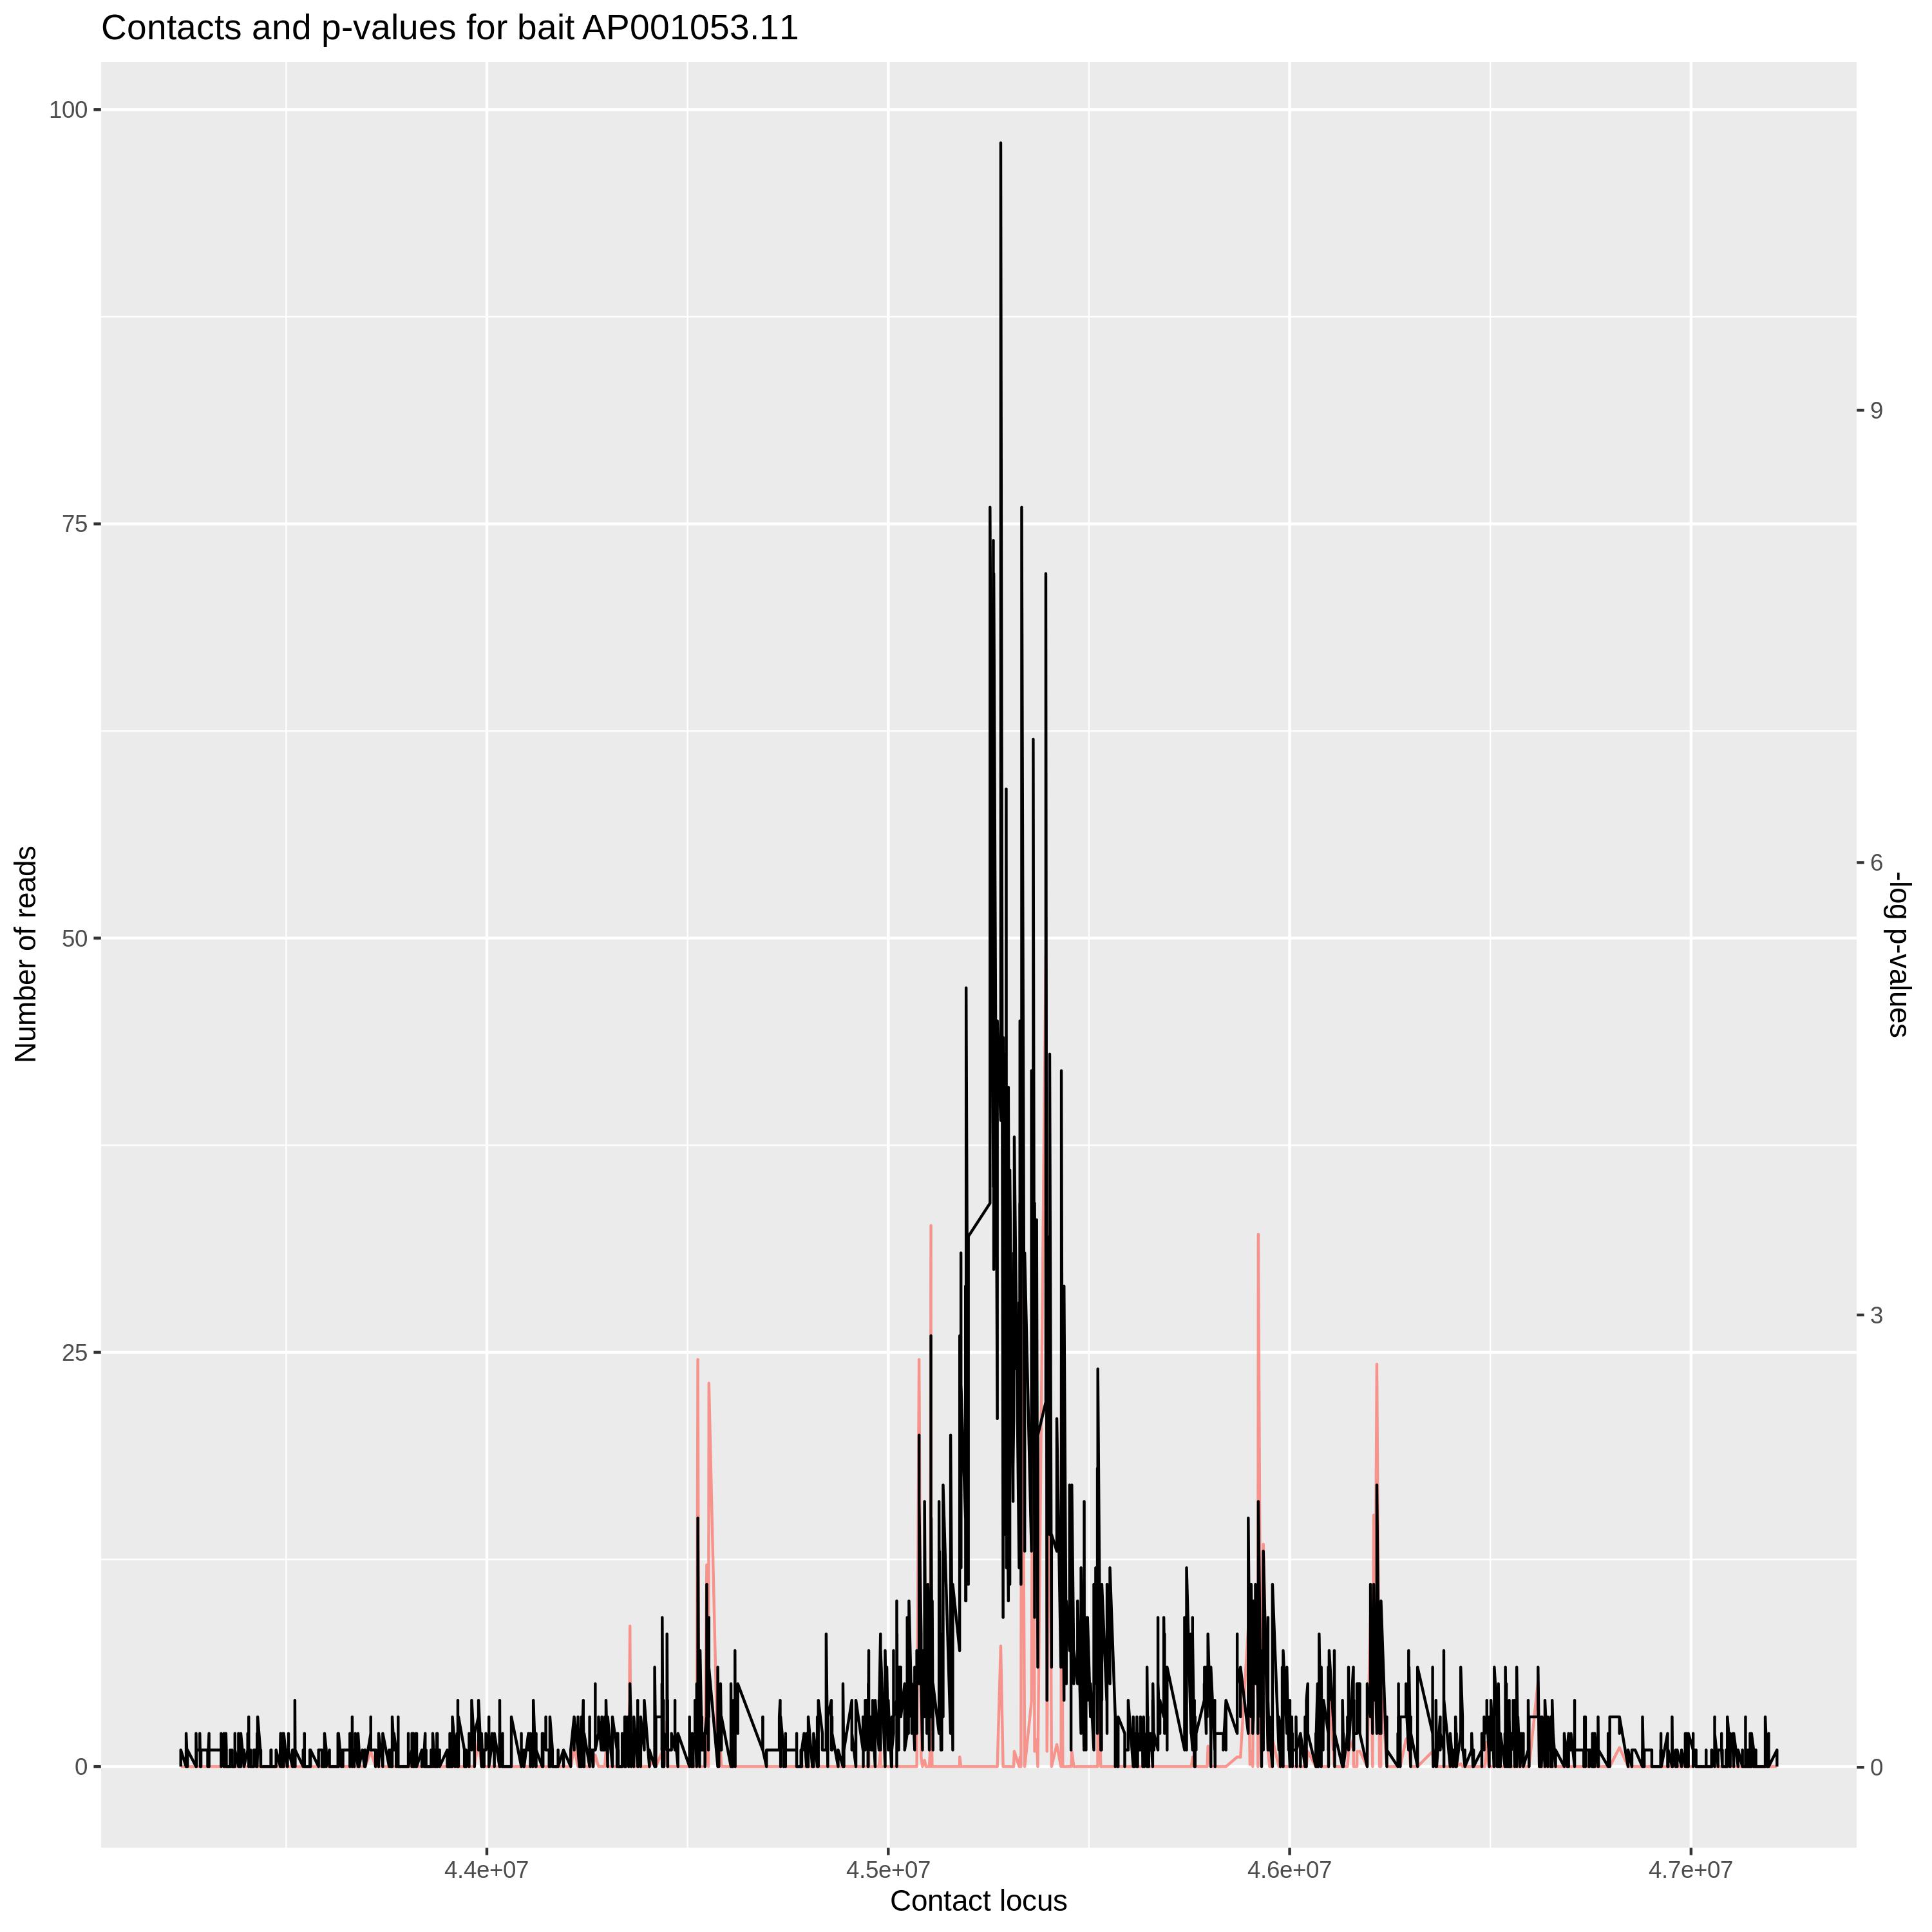 Contacts and p-values for bait AP001053.11
100
75
50
25
0
Number of reads
9
6
3
0
-log p-values
4.4e+07
4.5e+07
4.6e+07
4.7e+07
Contact locus